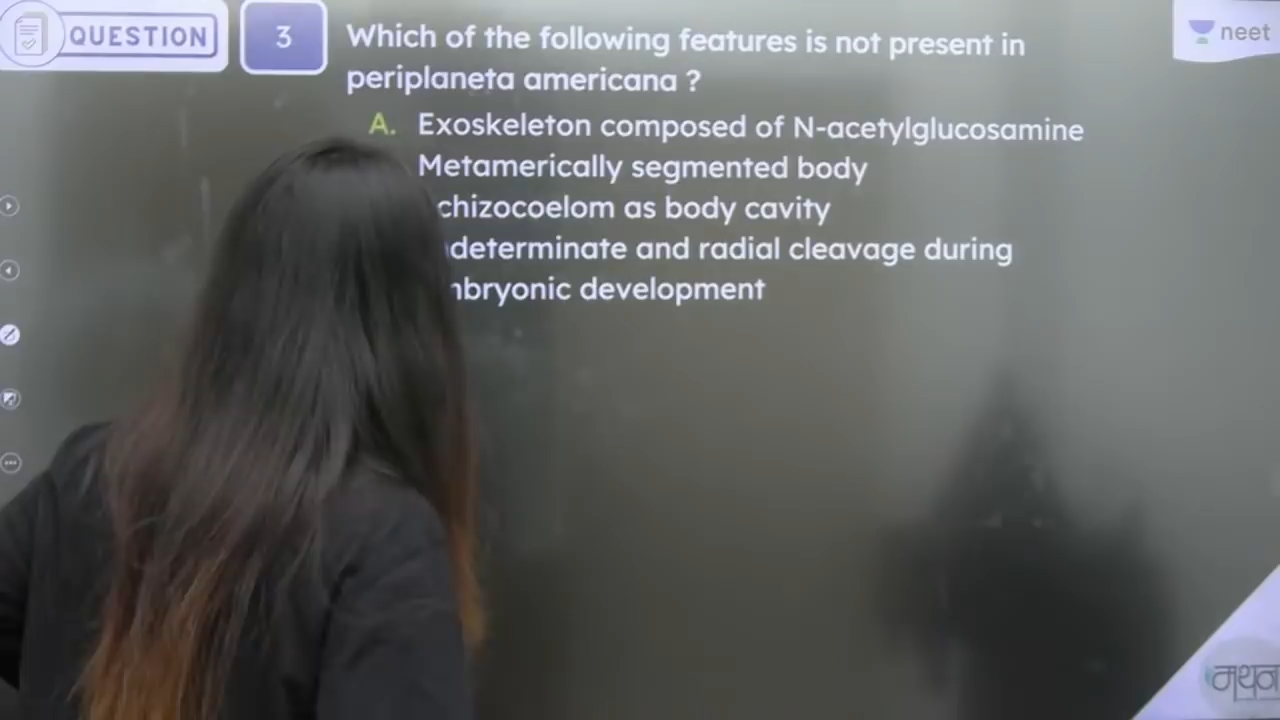 QUESTION
3
Which of the following features is not present in
periplaneta americana ?
A. Exoskeleton composed of N-acetylglucosamine
Metamerically segmented body
chizocoelom as body cavity
determinate and radial cleavage during
bryonic development
neet
मंथन